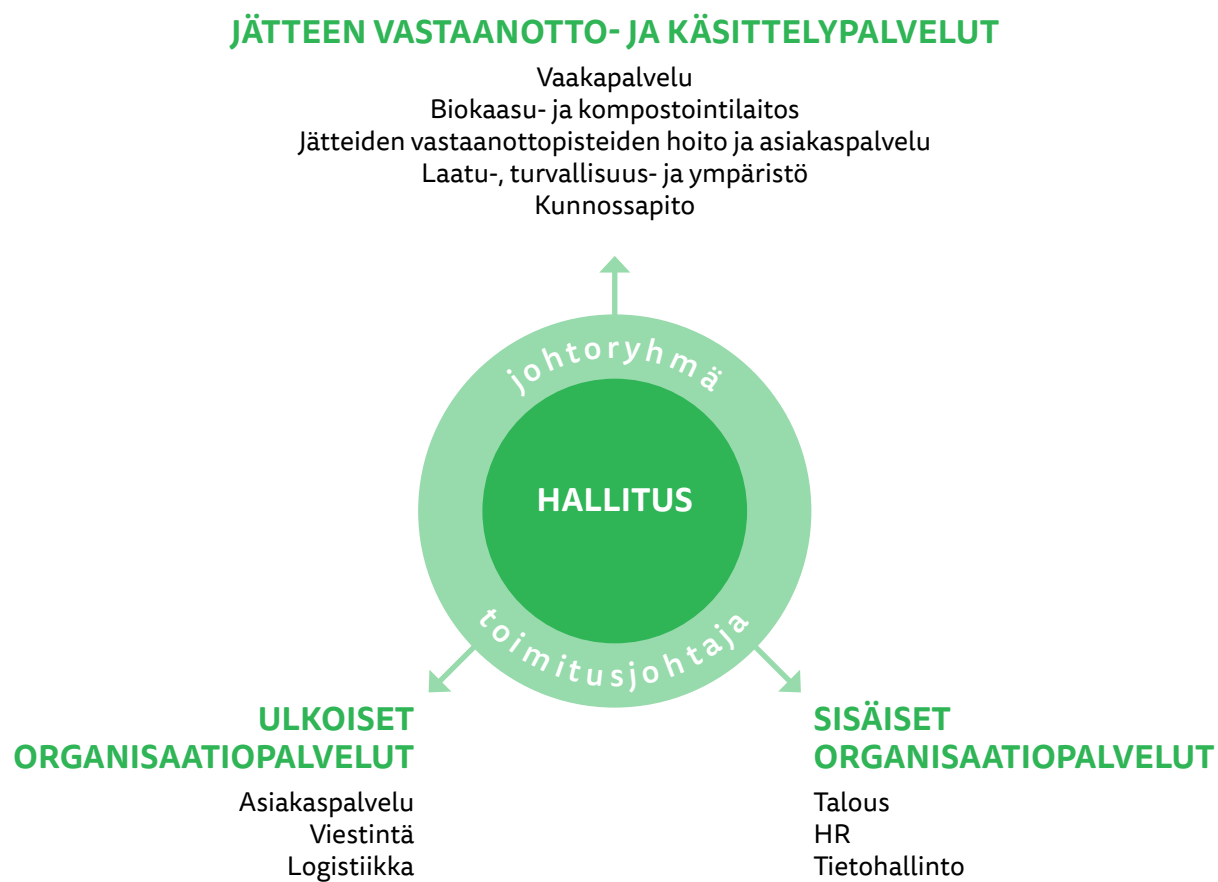 JÄTTEEN VASTAANOTTO- JA KÄSITTELYPALVELUT
Vaakapalvelu
Biokaasu- ja kompostointilaitos
Jätteiden vastaanottopisteiden hoito ja asiakaspalvelu
Laatu-, turvallisuus- ja ympäristö
Kunnossapito
johtoryhmä
HALLITUS
toimitusjohtaja
ULKOISET
ORGANISAATIOPALVELUT
Asiakaspalvelu
Viestintä
Logistiikka
SISÄISET
ORGANISAATIOPALVELUT
Talous
HR
Tietohallinto